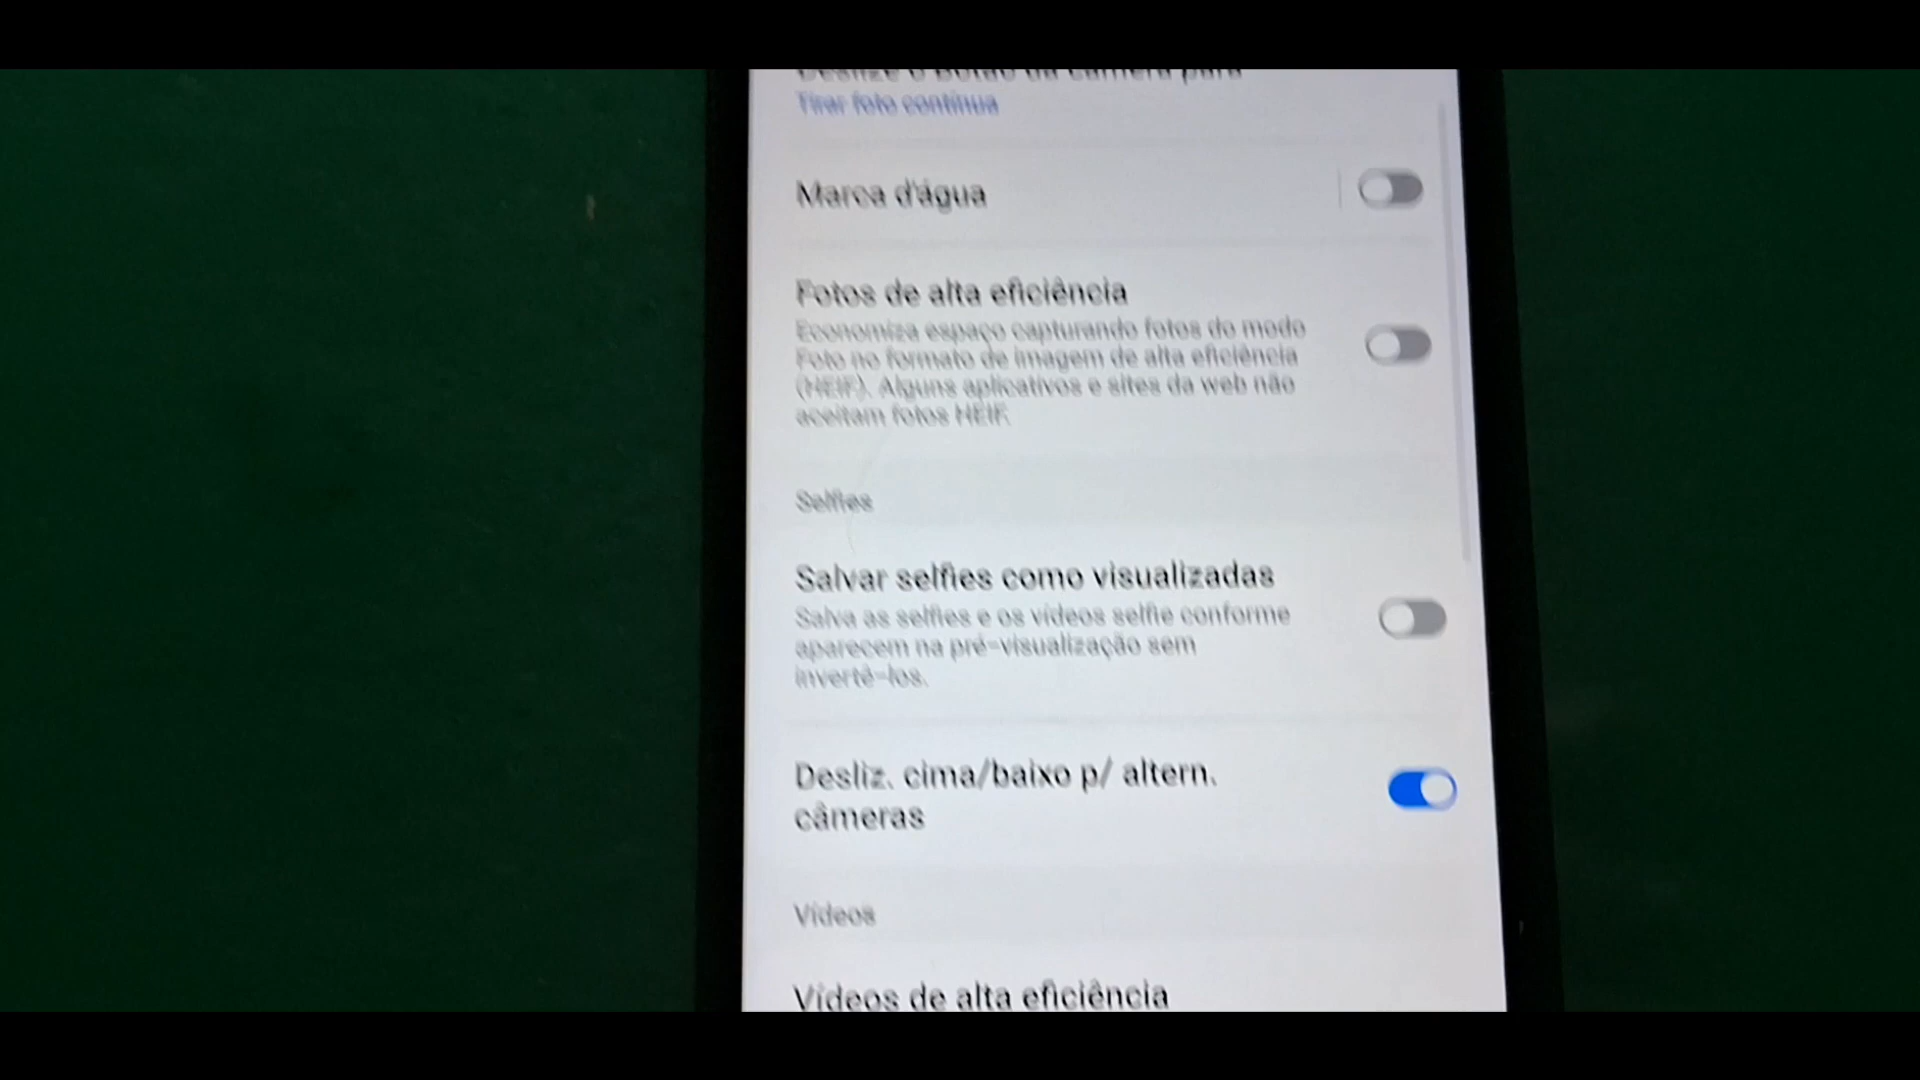 Deslize o Botão da câmera para
Tirar foto contínua
Marca d'água
Fotos de alta eficiência
Economiza espaço capturando fotos do modo
Foto no formato de imagem de alta eficiência
(HEIF). Alguns aplicativos e sites da web não
aceitam fotos HEIF.
Selfies
Salvar selfies como visualizadas
Salva as selfies e os vídeos selfie conforme
aparecem na pré-visualização sem
invertê-los.
Desliz. cima/baixo p/ altern.
câmeras
Vídeos
Vídeos de alta eficiência